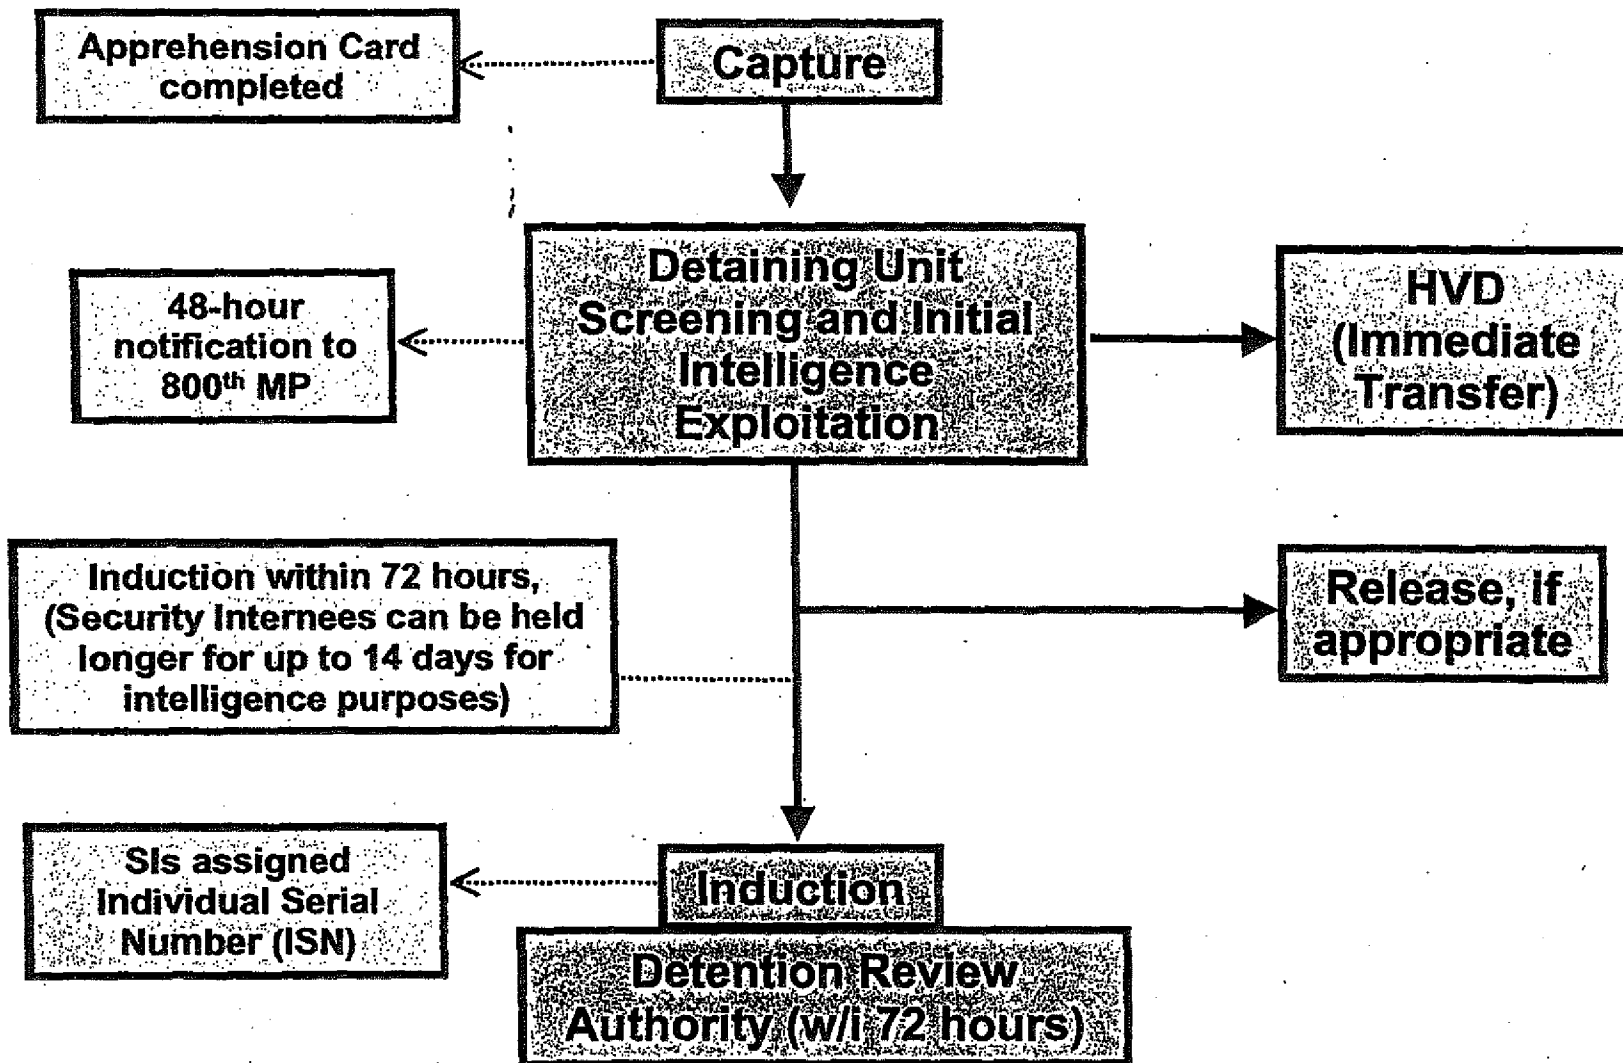 Apprehension Card
completed
Capture
Detaining Unit
Screening and Initial
Intelligence
Exploitation
48-hour
notification to
800th MP
HVD
(Immediate
Transfer)
Induction within 72 hours,
(Security Internees can be held
longer for up to 14 days for
intelligence purposes)
Release, if
appropriate
SIs assigned
Individual Serial
Number (ISN)
Induction
Detention Review
Authority (w/i 72 hours)